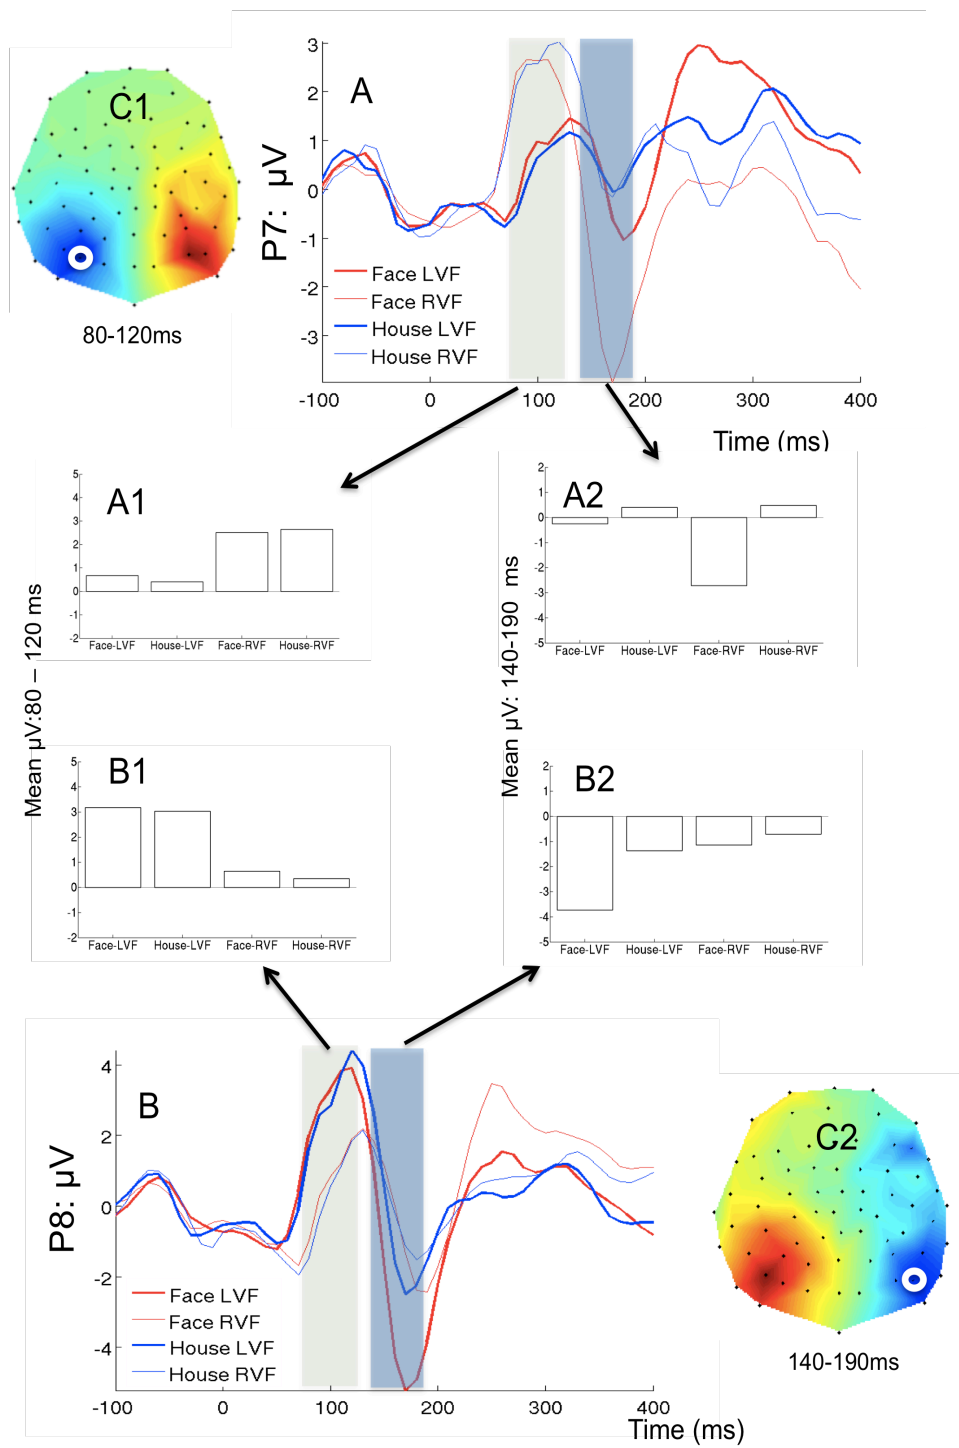 C1
80-120ms
A
P7: µV
3
2
1
0
-1
-2
-3
Face LVF
Face RVF
House LVF
House RVF
-100 0 100 200 300 400
Time (ms)
A1
5
4
3
2
1
0
-1
-2
Face-LVF House-LVF Face-RVF House-RVF
Mean µV:80 – 120 ms
A2
2
1
0
-1
-2
-3
-4
-5
Face-LVF House-LVF Face-RVF House-RVF
Mean µV: 140-190 ms
B1
5
4
3
2
1
0
-1
-2
Face-LVF House-LVF Face-RVF House-RVF
B2
2
1
0
-1
-2
-3
-4
-5
Face-LVF House-LVF Face-RVF House-RVF
B
P8: µV
4
2
0
-2
-4
Face LVF
Face RVF
House LVF
House RVF
-100 0 100 200 300 400
Time (ms)
C2
140-190ms